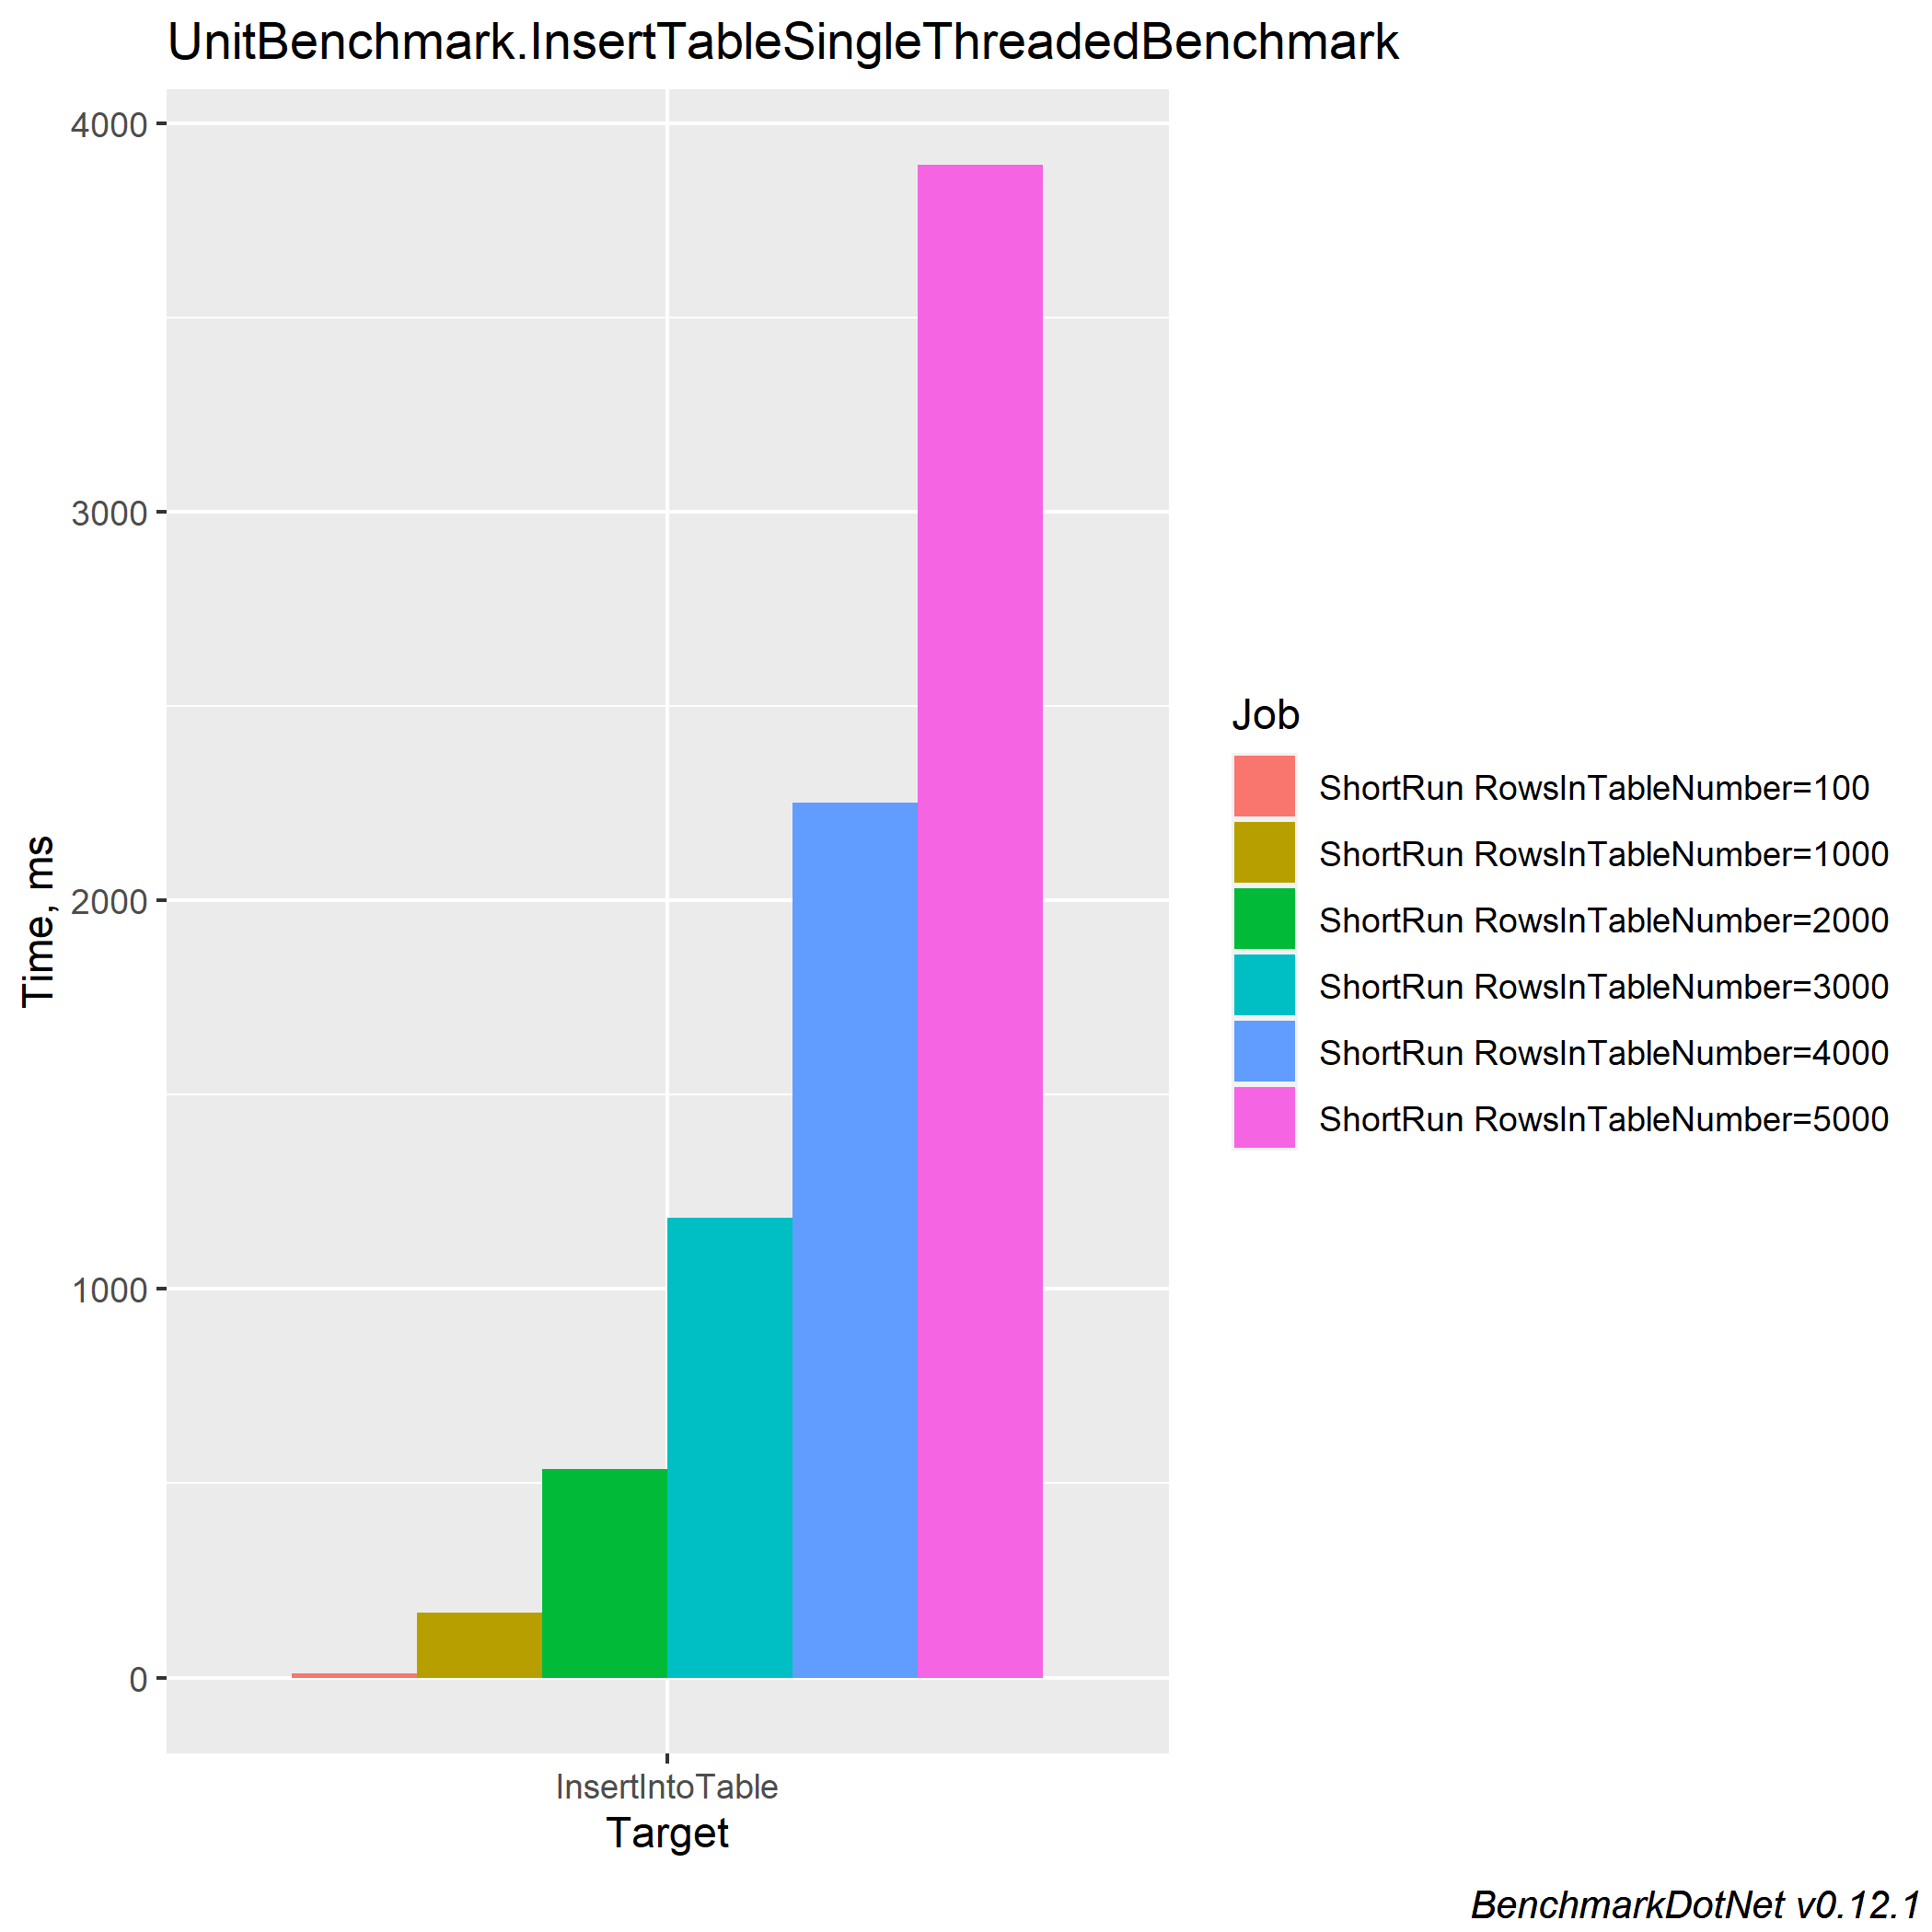 UnitBenchmark.InsertTableSingleThreadedBenchmark
4000
3000
2000
1000
0
Time, ms
InsertIntoTable
Target
Job
ShortRun RowsInTableNumber=100
ShortRun RowsInTableNumber=1000
ShortRun RowsInTableNumber=2000
ShortRun RowsInTableNumber=3000
ShortRun RowsInTableNumber=4000
ShortRun RowsInTableNumber=5000
BenchmarkDotNet v0.12.1